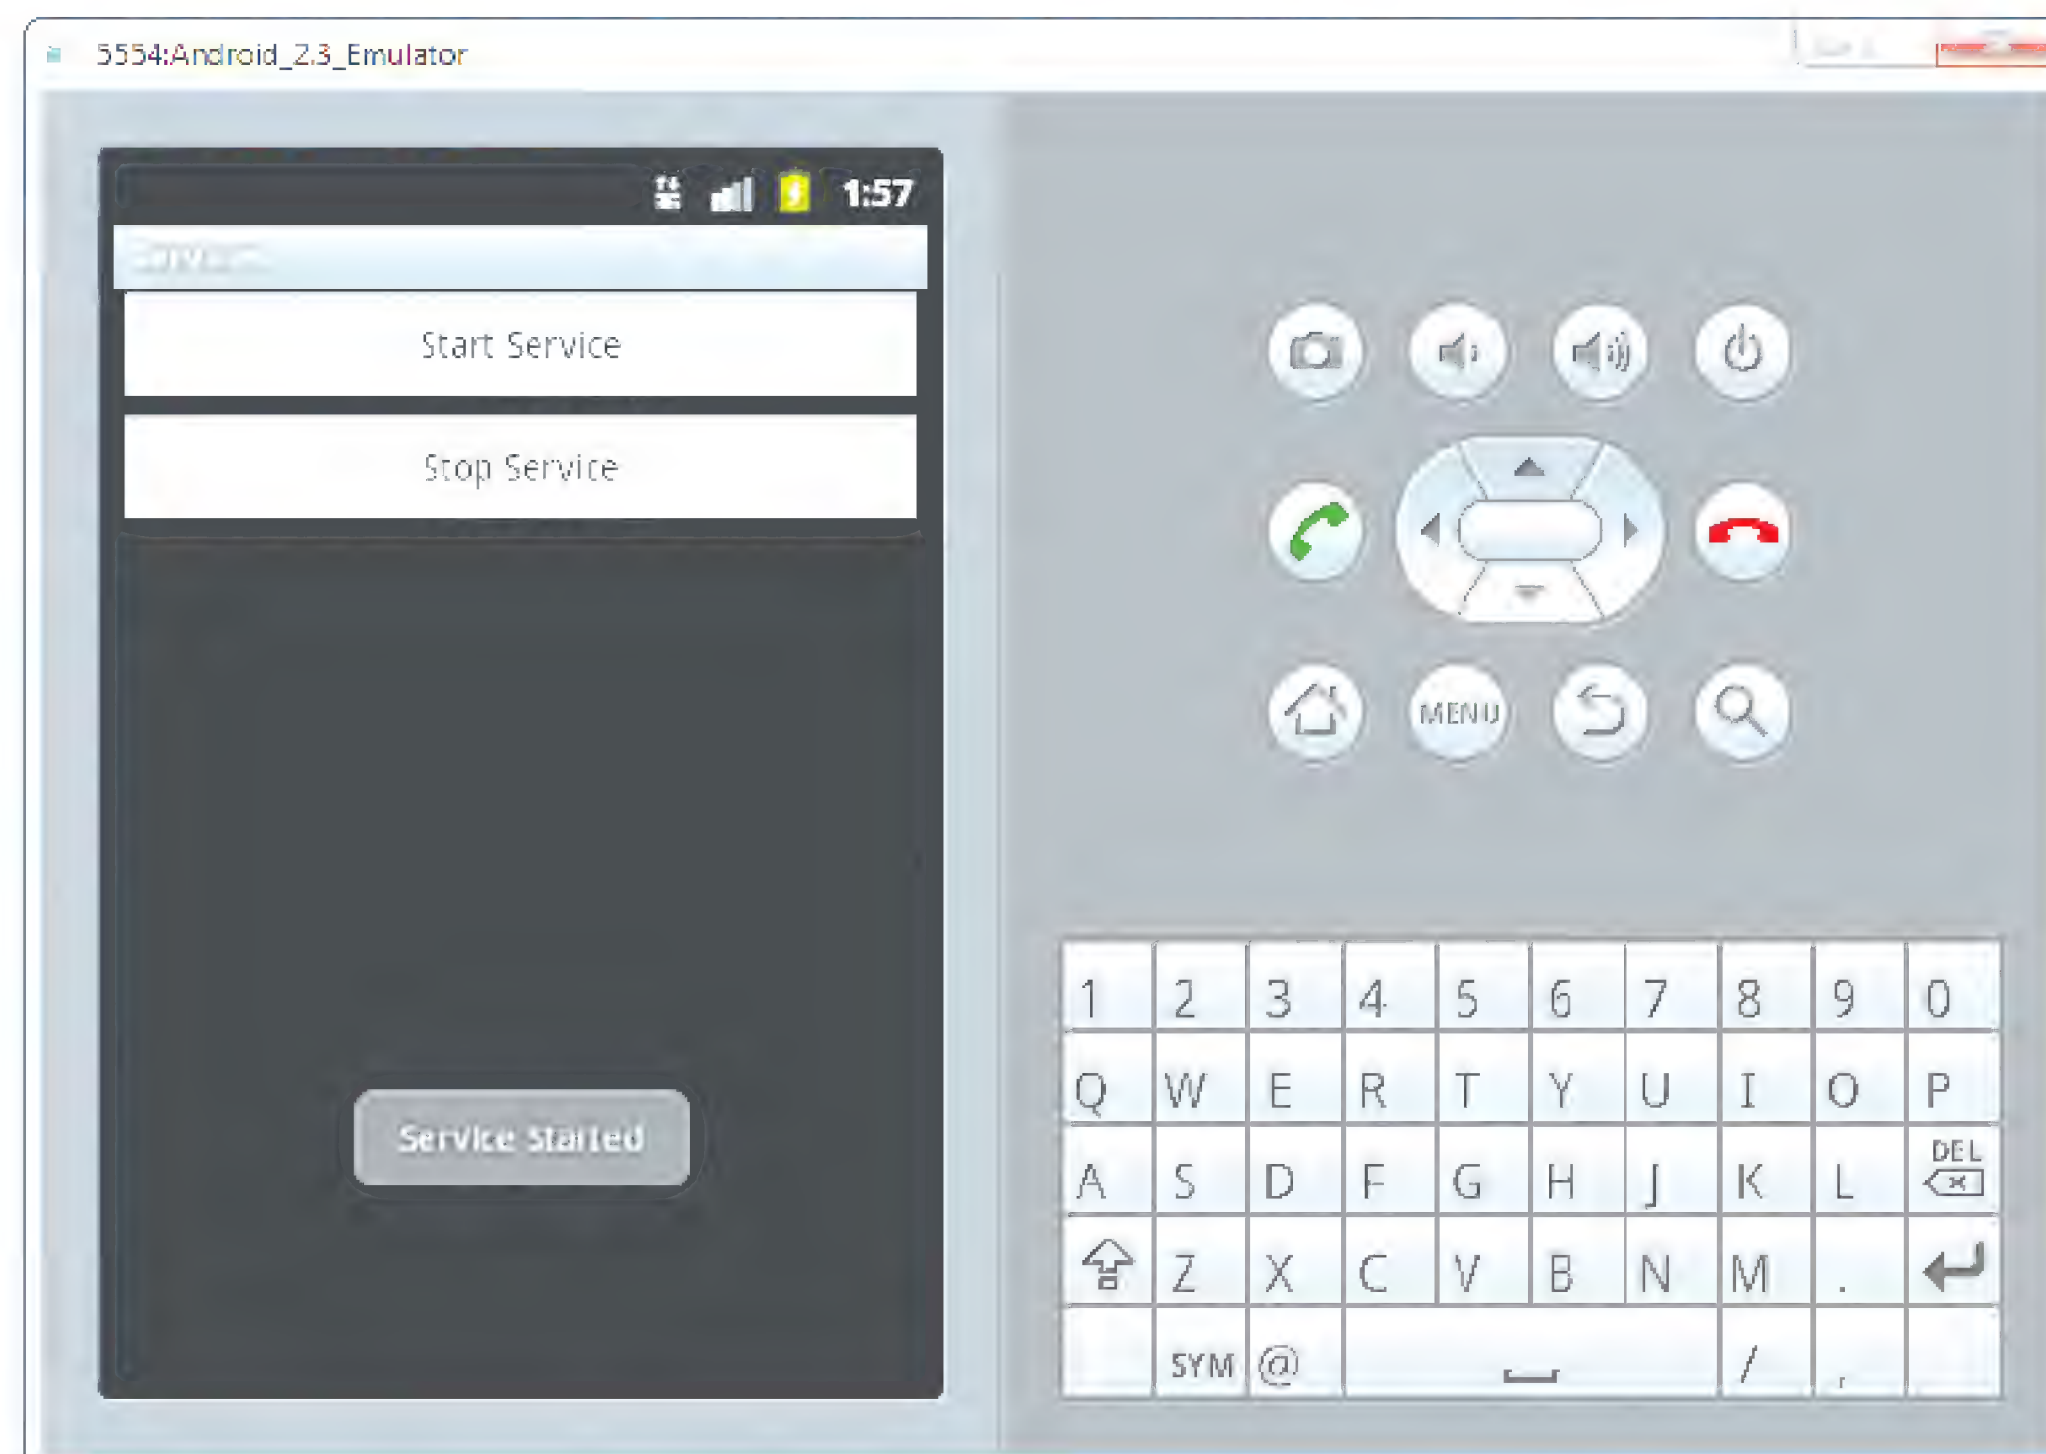 5554:Android_2.3_Emulator
1:57
Services
Start Service
Stop Service
Service Started
MENU
1 2 3 4 5 6 7 8 9 0
Q W E R T Y U I O P
A S D F G H J K L DEL
Z X C V B N M .
SYM @ / ,